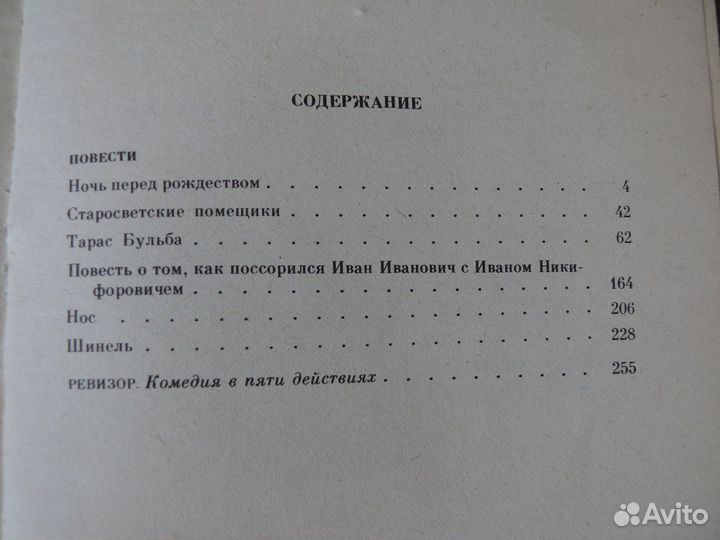 СОДЕРЖАНИЕ
ПОВЕСТИ
Ночь перед рождеством . . . . . . . . . . . . . . 4
Старосветские помещики . . . . . . . . . . . . . 42
Тарас Бульба . . . . . . . . . . . . . . . . . . 62
Повесть о том, как поссорился Иван Иванович с Иваном Ники-
форовичем . . . . . . . . . . . . . . . . . . 164
Нос . . . . . . . . . . . . . . . . . . . . . 206
Шинель . . . . . . . . . . . . . . . . . . . . 228
РЕВИЗОР. Комедия в пяти действиях . . . . . . . . 255
Avito